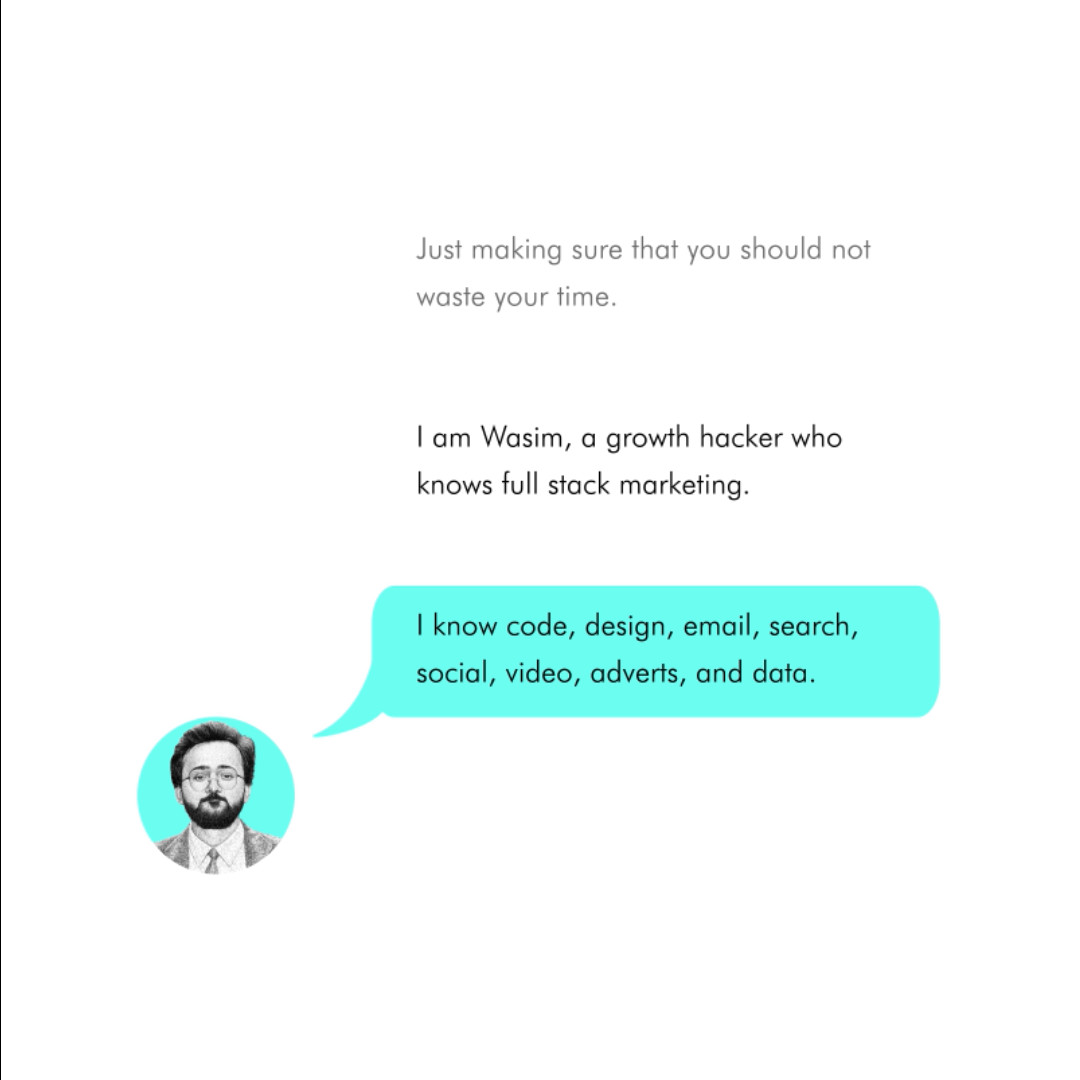 Just making sure that you should not
waste your time.
I am Wasim, a growth hacker who
knows full stack marketing.
I know code, design, email, search,
social, video, adverts, and data.